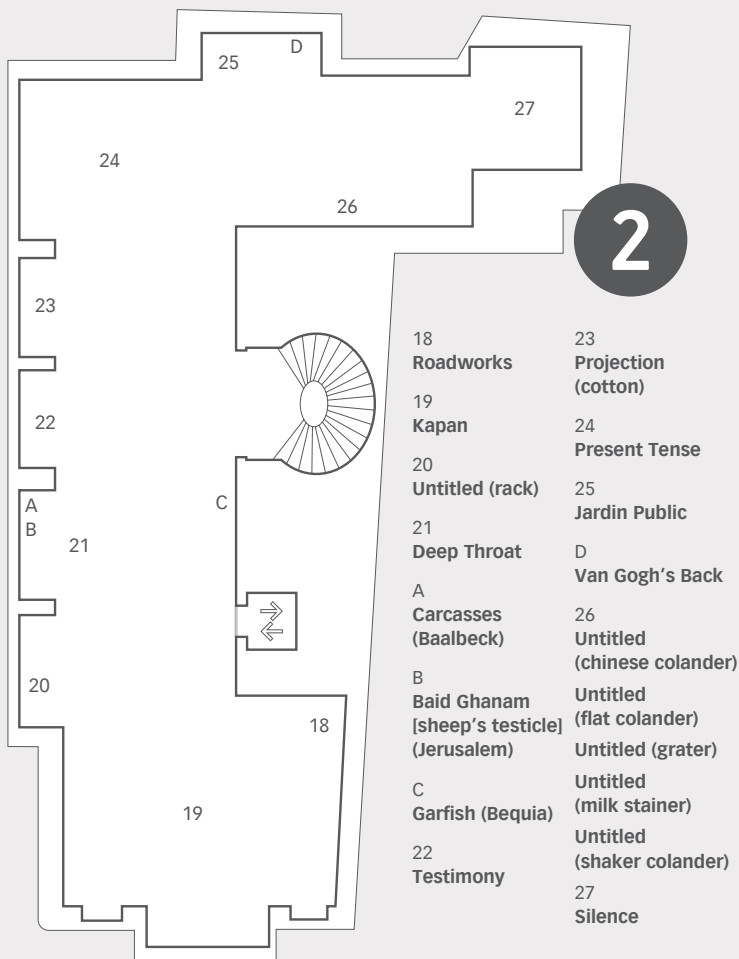 25
D
27
24
26
2
23
22
A
B
C
21
20
18
19
18
Roadworks
19
Kapan
20
Untitled (rack)
21
Deep Throat
A
Carcasses
(Baalbeck)
B
Baid Ghanam
[sheep's testicle]
(Jerusalem)
C
Garfish (Bequia)
22
Testimony
23
Projection
(cotton)
24
Present Tense
25
Jardin Public
D
Van Gogh's Back
26
Untitled
(chinese colander)
Untitled
(flat colander)
Untitled (grater)
Untitled
(milk stainer)
Untitled
(shaker colander)
27
Silence